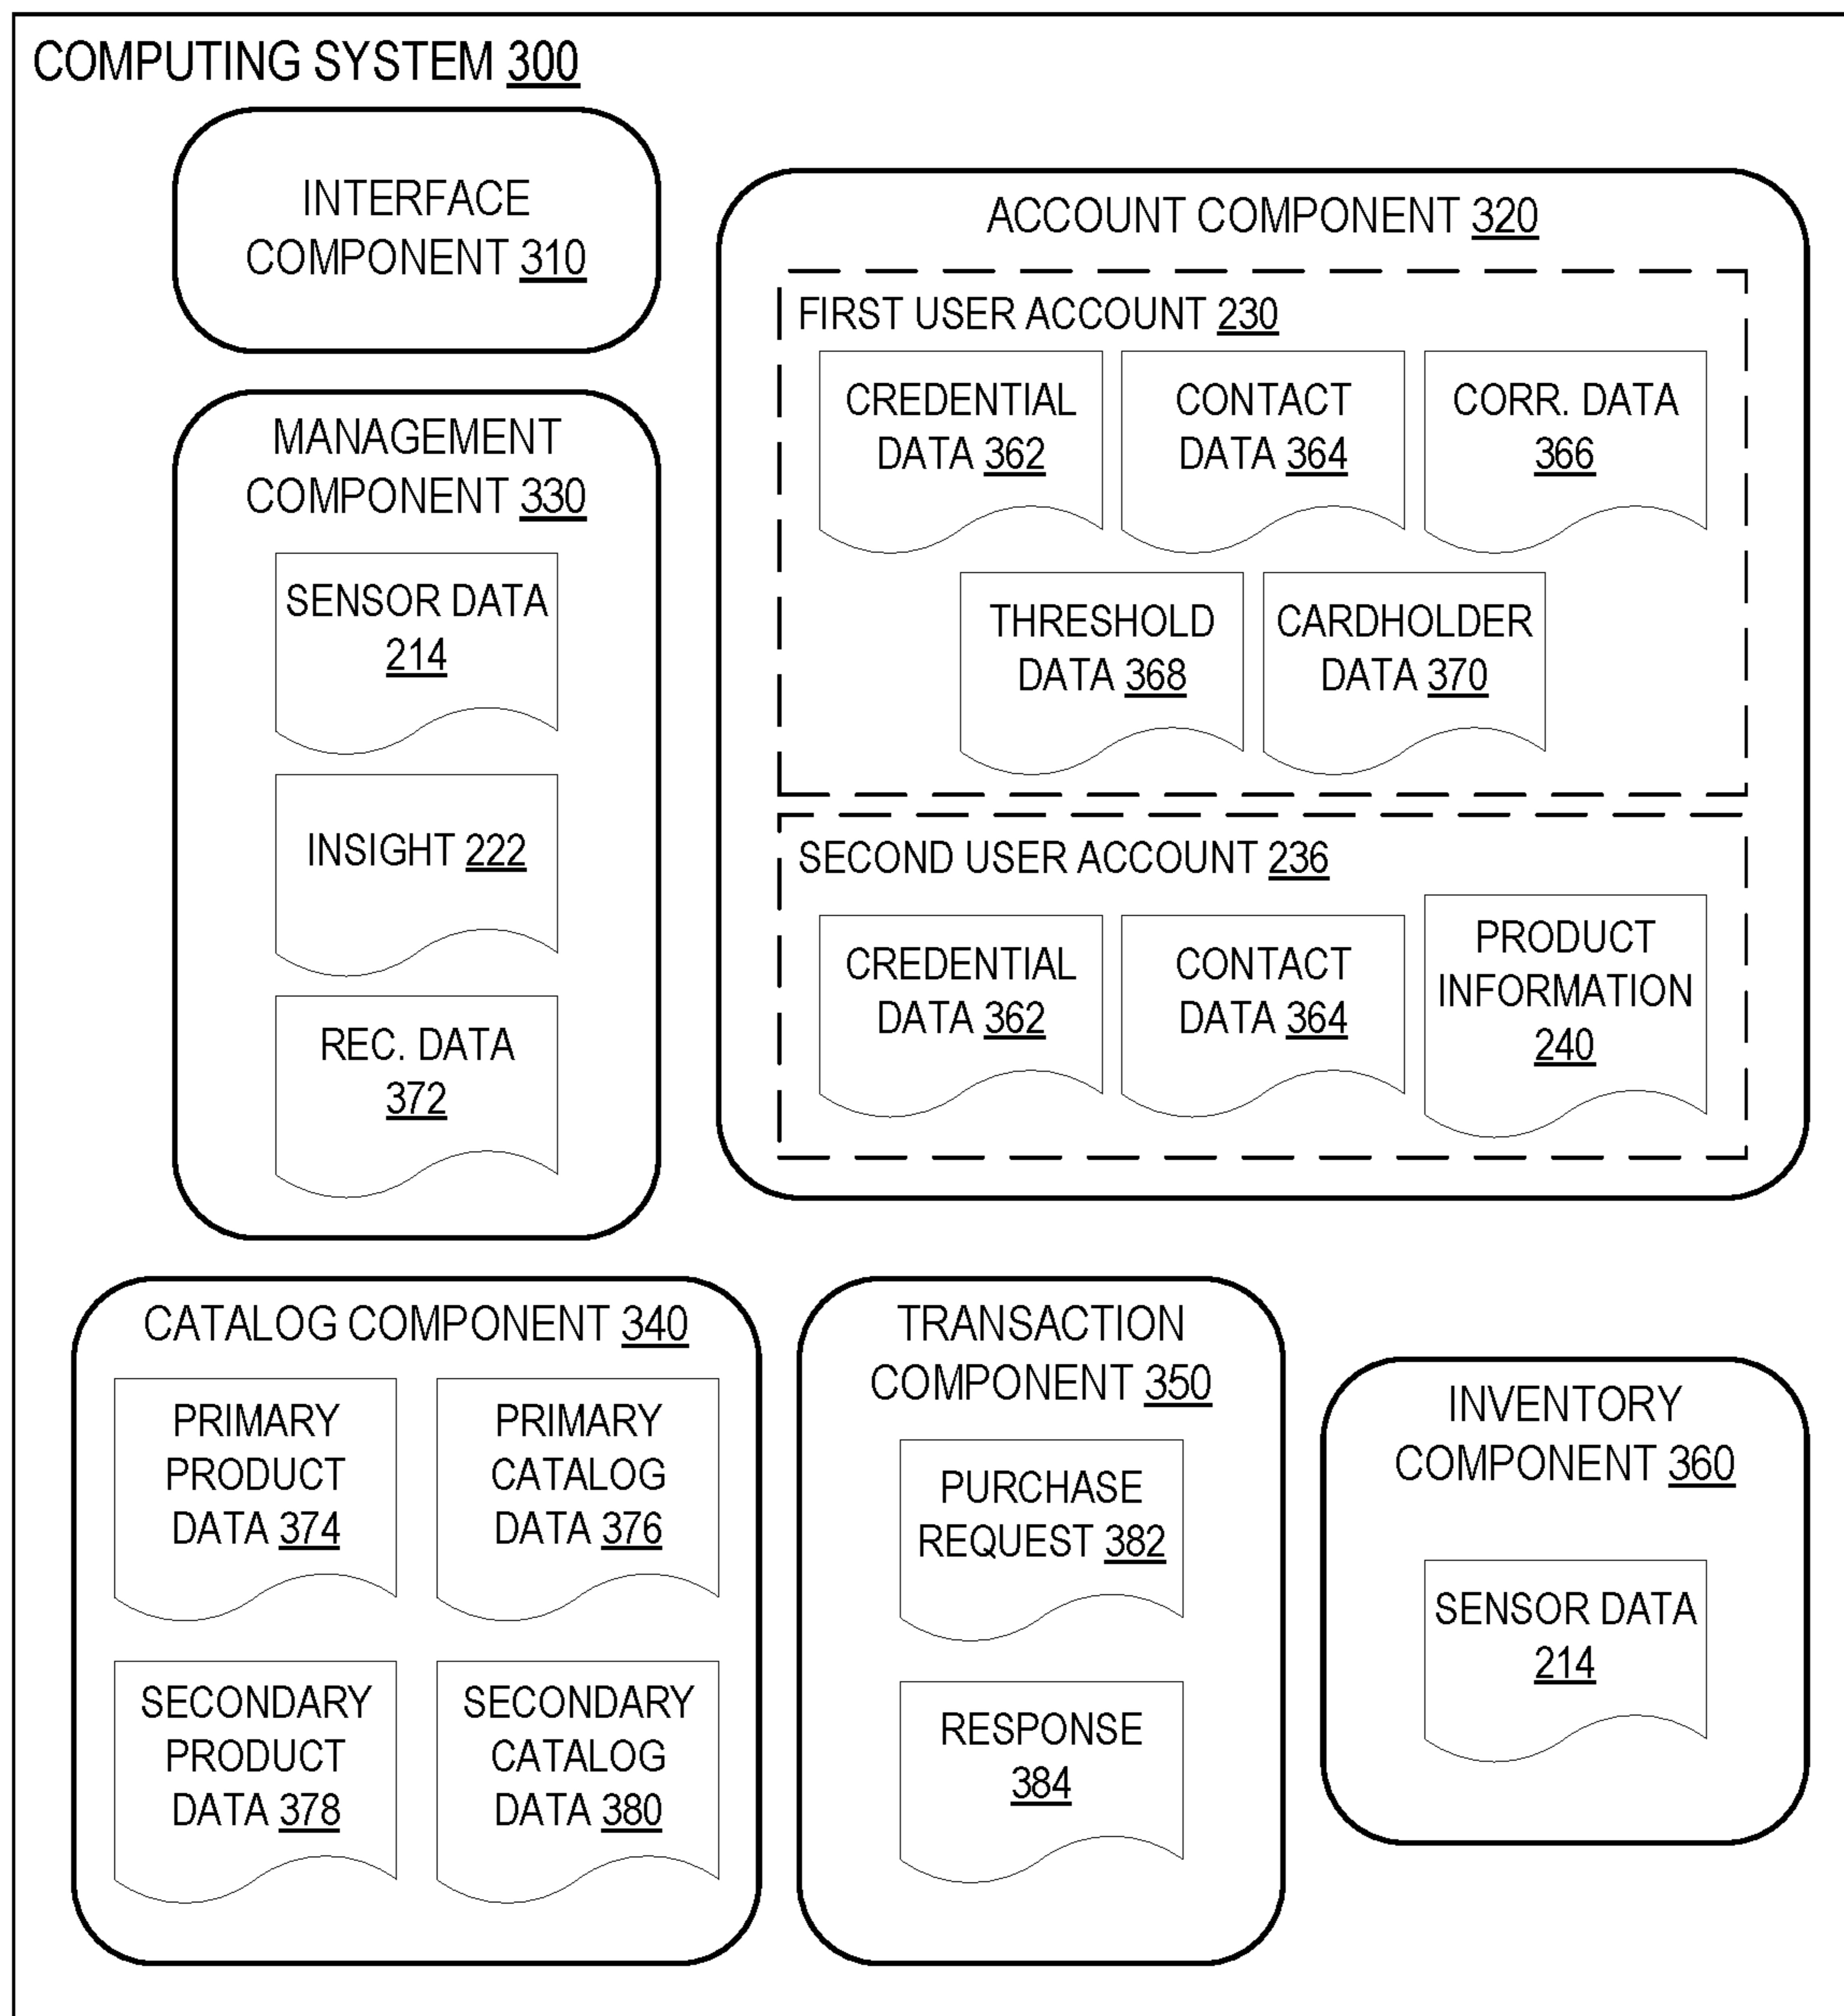 COMPUTING SYSTEM 300
INTERFACE
COMPONENT 310
ACCOUNT COMPONENT 320
FIRST USER ACCOUNT 230
CREDENTIAL
DATA 362
CONTACT
DATA 364
CORR. DATA
366
THRESHOLD
DATA 368
CARDHOLDER
DATA 370
SECOND USER ACCOUNT 236
CREDENTIAL
DATA 362
CONTACT
DATA 364
PRODUCT
INFORMATION
240
MANAGEMENT
COMPONENT 330
SENSOR DATA
214
INSIGHT 222
REC. DATA
372
CATALOG COMPONENT 340
PRIMARY
PRODUCT
DATA 374
PRIMARY
CATALOG
DATA 376
SECONDARY
PRODUCT
DATA 378
SECONDARY
CATALOG
DATA 380
TRANSACTION
COMPONENT 350
PURCHASE
REQUEST 382
RESPONSE
384
INVENTORY
COMPONENT 360
SENSOR DATA
214